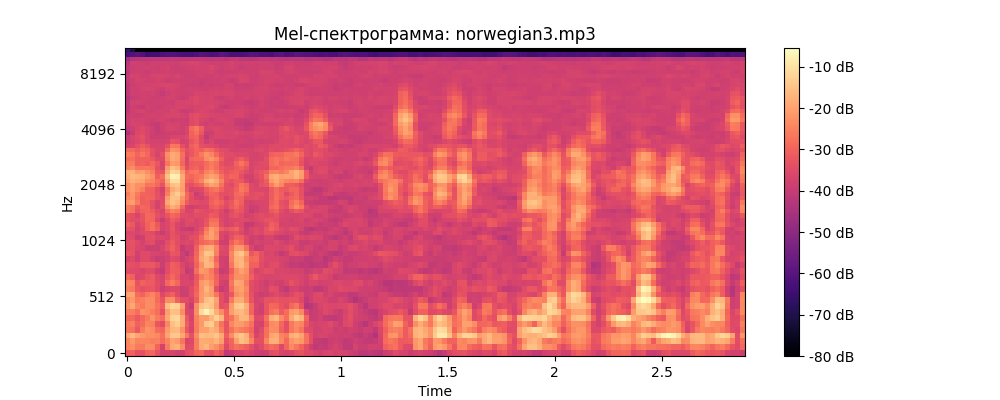 Mel-спектрограмма: norwegian3.mp3
Hz
8192
4096
2048
1024
512
0
0
0.5
1
1.5
2
2.5
Time
-10 dB
-20 dB
-30 dB
-40 dB
-50 dB
-60 dB
-70 dB
-80 dB